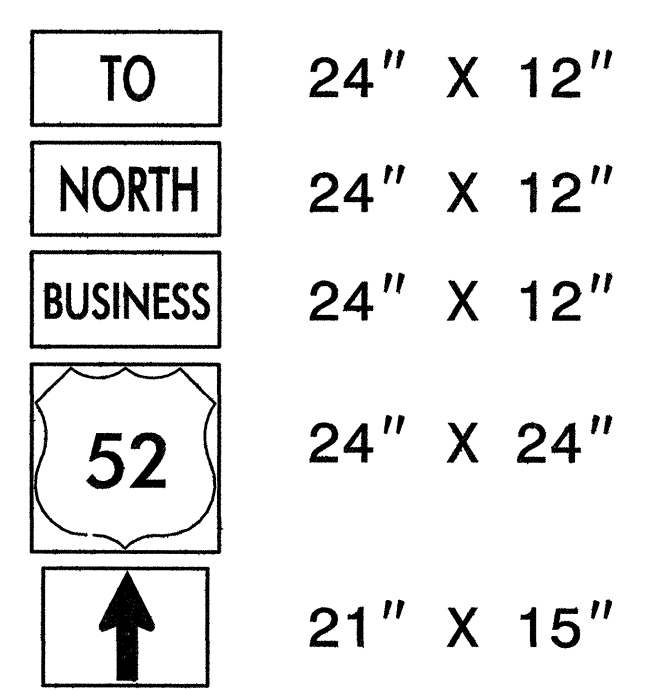 TO 24" X 12"
NORTH 24" X 12"
BUSINESS 24" X 12"
52 24" X 24"
21" X 15"